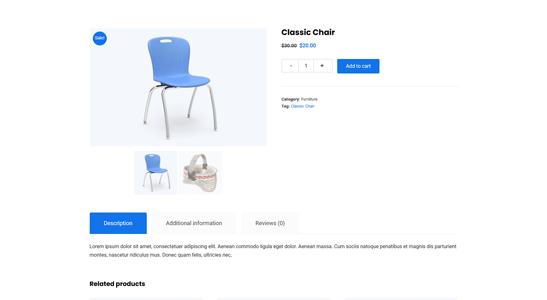 Sale!
Classic Chair
$30.00 $20.00
- 1 + Add to cart
Category: Furniture
Tag: Classic Chair
Description Additional information Reviews (0)
Lorem ipsum dolor sit amet, consectetuer adipiscing elit. Aenean commodo ligula eget dolor. Aenean massa. Cum sociis natoque penatibus et magnis dis parturient
montes, nascetur ridiculus mus. Donec quam felis, ultricies nec,
Related products